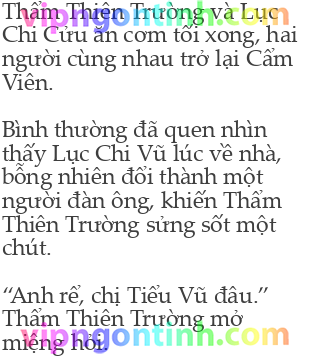 Thẩm Thiên Trường và Lục
Chi Cửu ăn cơm tối xong, hai
người cùng nhau trở lại Cẩm
Viên.
Bình thường đã quen nhìn
thấy Lục Chi Vũ lúc về nhà,
bỗng nhiên đổi thành một
người đàn ông, khiến Thẩm
Thiên Trường sửng sốt một
chút.
“Anh rể, chị Tiểu Vũ đâu.”
Thẩm Thiên Trường mở
miệng hỏi.
vipngontinh.com
vipngontinh.com